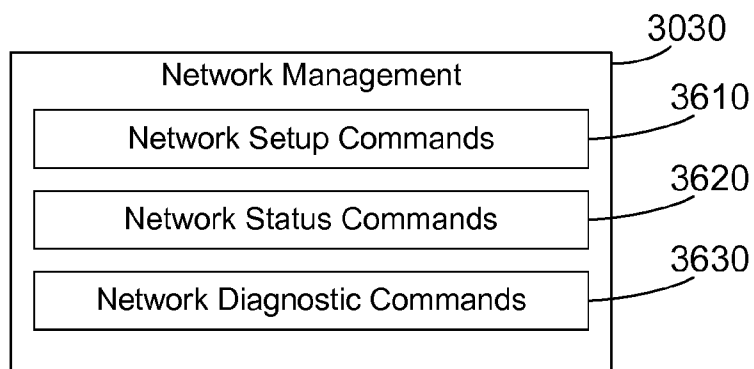 3030
Network Management
3610
Network Setup Commands
3620
Network Status Commands
3630
Network Diagnostic Commands